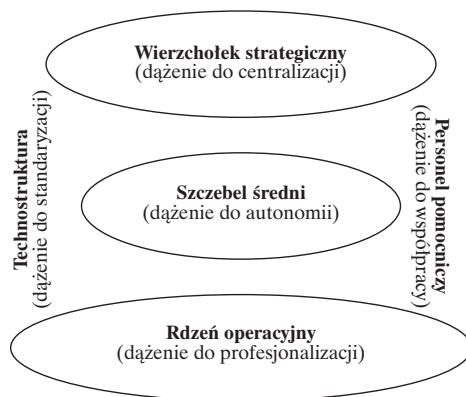 Wierzchołek strategiczny
(dążenie do centralizacji)
Technostruktura
(dążenie do standaryzacji)
Szczebel średni
(dążenie do autonomii)
Personel pomocniczy
(dążenie do współpracy)
Rdzeń operacyjny
(dążenie do profesjonalizacji)